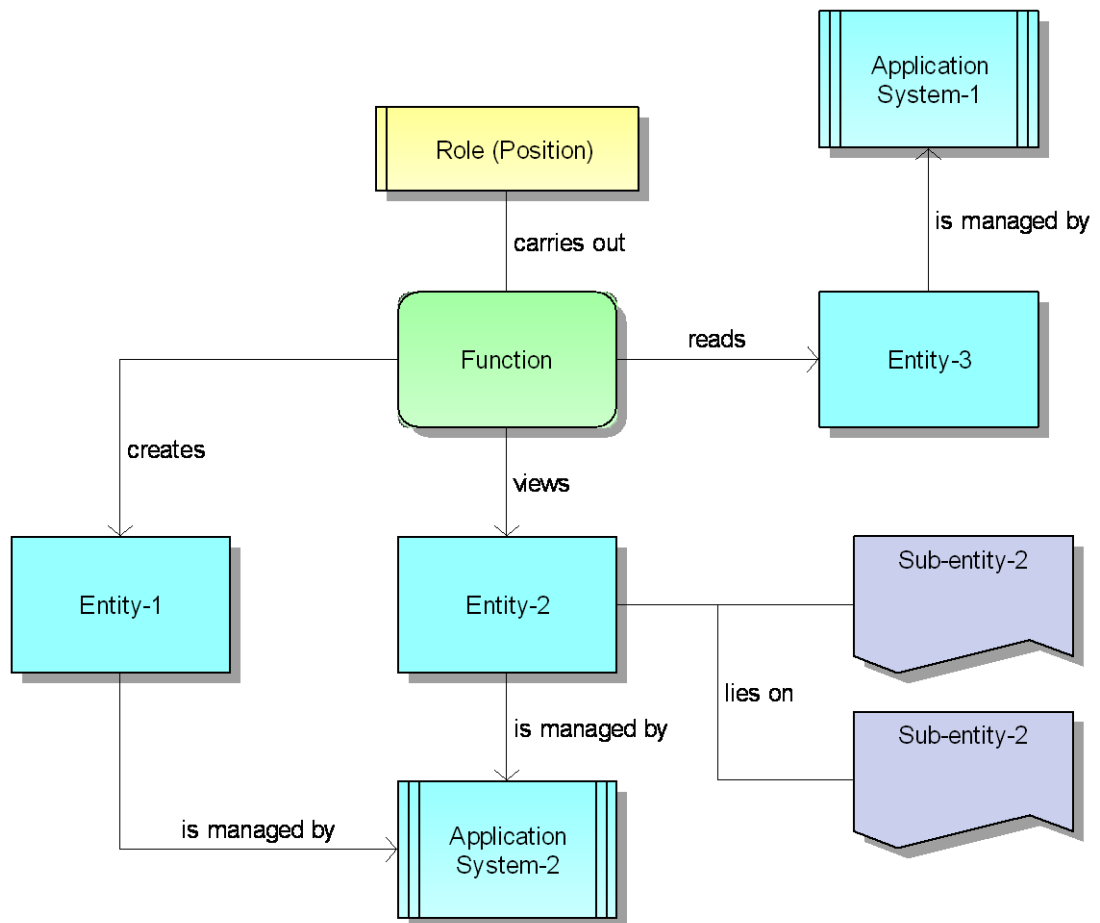 Application
System-1
Role (Position)
is managed by
carries out
Function
reads
Entity-3
creates
views
Entity-1
Entity-2
Sub-entity-2
lies on
is managed by
Sub-entity-2
is managed by
Application
System-2